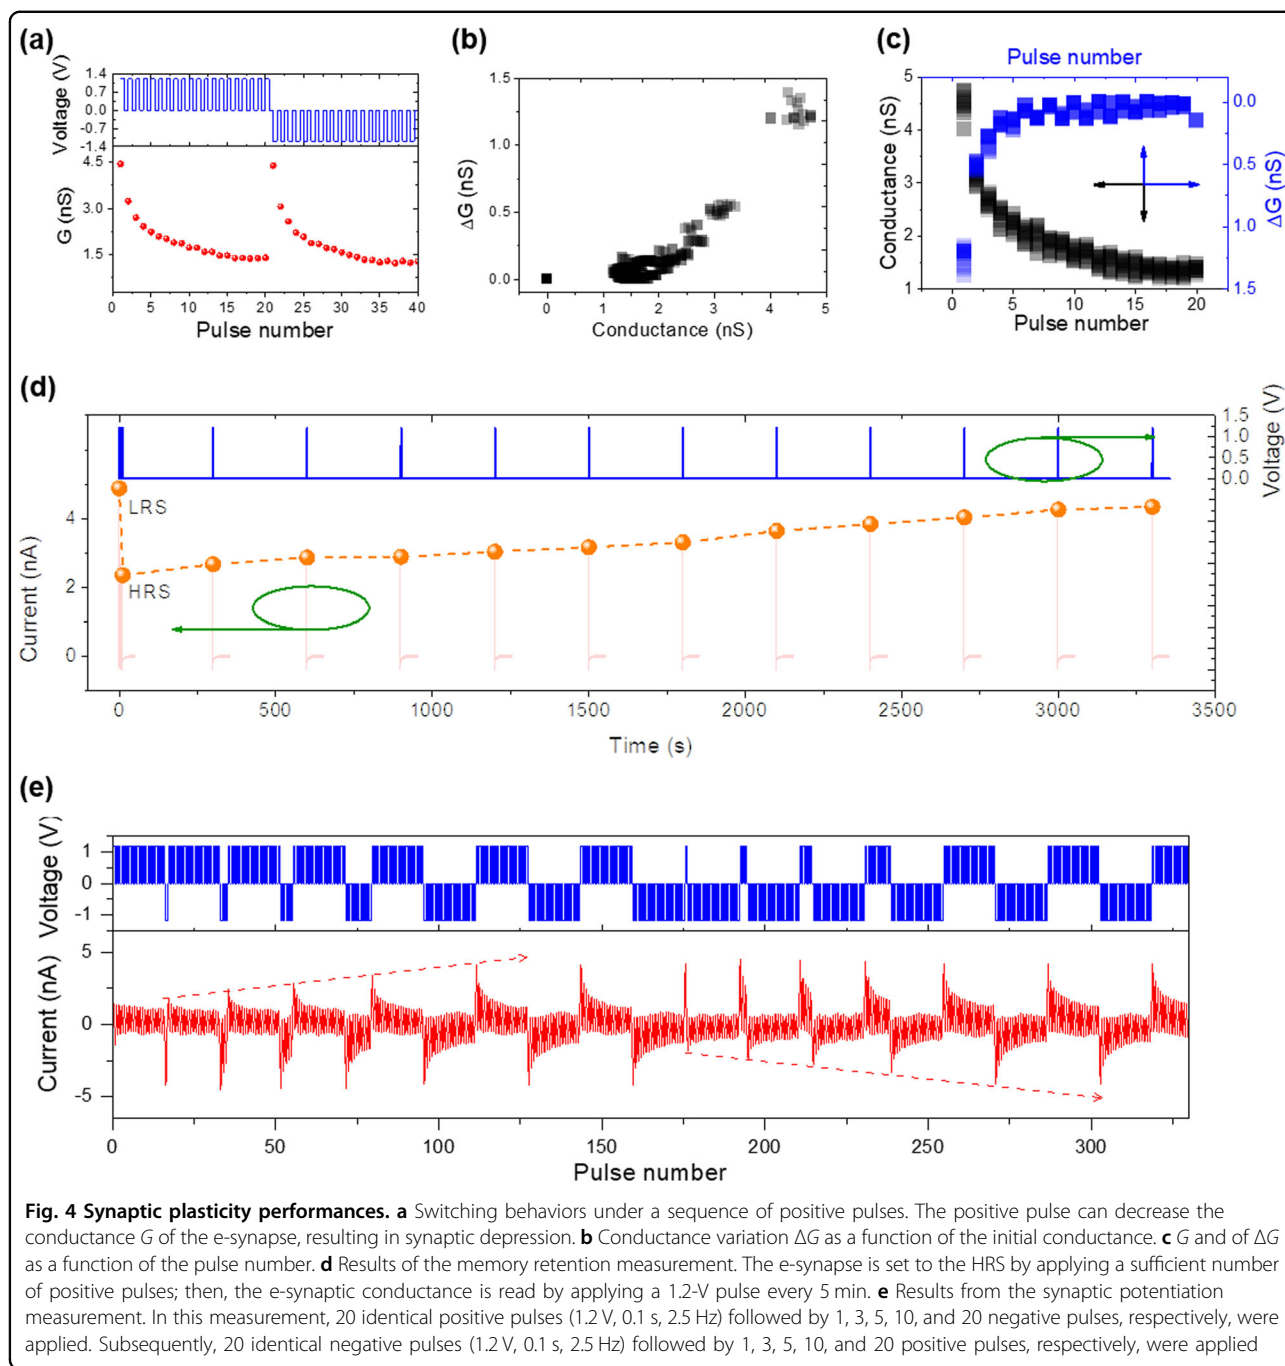 (a)
Voltage (V)
1.4
0.7
0.0
-0.7
-1.4
G (nS)
4.5
3.0
1.5
0 5 10 15 20 25 30 35 40
Pulse number
(b)
ΔG (nS)
1.5
1.0
0.5
0.0
0 1 2 3 4 5
Conductance (nS)
(c)
Pulse number
Conductance (nS)
5
4
3
2
1
0.0
0.5
1.0
1.5
ΔG (nS)
0 5 10 15 20
Pulse number
(d)
1.5
1.0
0.5
0.0
Voltage (V)
LRS
HRS
Current (nA)
4
2
0
0 500 1000 1500 2000 2500 3000 3500
Time (s)
(e)
Voltage (V)
1
0
-1
Current (nA)
5
0
-5
0 50 100 150 200 250 300
Pulse number
Fig. 4 Synaptic plasticity performances. a Switching behaviors under a sequence of positive pulses. The positive pulse can decrease the
conductance G of the e-synapse, resulting in synaptic depression. b Conductance variation ΔG as a function of the initial conductance. c G and of ΔG
as a function of the pulse number. d Results of the memory retention measurement. The e-synapse is set to the HRS by applying a sufficient number
of positive pulses; then, the e-synaptic conductance is read by applying a 1.2-V pulse every 5 min. e Results from the synaptic potentiation
measurement. In this measurement, 20 identical positive pulses (1.2 V, 0.1 s, 2.5 Hz) followed by 1, 3, 5, 10, and 20 negative pulses, respectively, were
applied. Subsequently, 20 identical negative pulses (1.2 V, 0.1 s, 2.5 Hz) followed by 1, 3, 5, 10, and 20 positive pulses, respectively, were applied